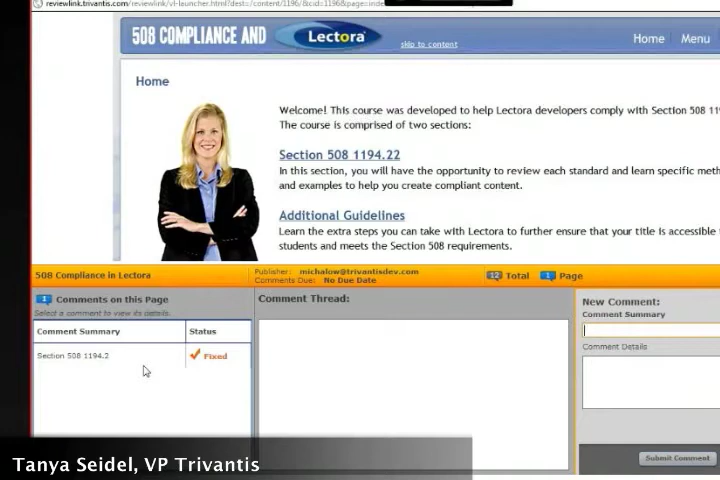 reviewlink.trivantis.com/reviewlink/vl-launcher.html?dest=/content/1196/&cid=1196&page=inde
508 COMPLIANCE AND Lectora skip to content Home Menu
Home
Welcome! This course was developed to help Lectora developers comply with Section 508 119
The course is comprised of two sections:
Section 508 1194.22
In this section, you will have the opportunity to review each standard and learn specific meth
and examples to help you create compliant content.
Additional Guidelines
Learn the extra steps you can take with Lectora to further ensure that your title is accessible
students and meets the Section 508 requirements.
508 Compliance in Lectora
Publisher: michalow@trivantisdev.com
Comments Due: No Due Date
12 Total 1 Page
1 Comments on this Page
Select a comment to view its details.
Comment Summary Status
Section 508 1194.2 Fixed
Comment Thread:
New Comment:
Comment Summary
Comment Details
Submit Comment
Tanya Seidel, VP Trivantis